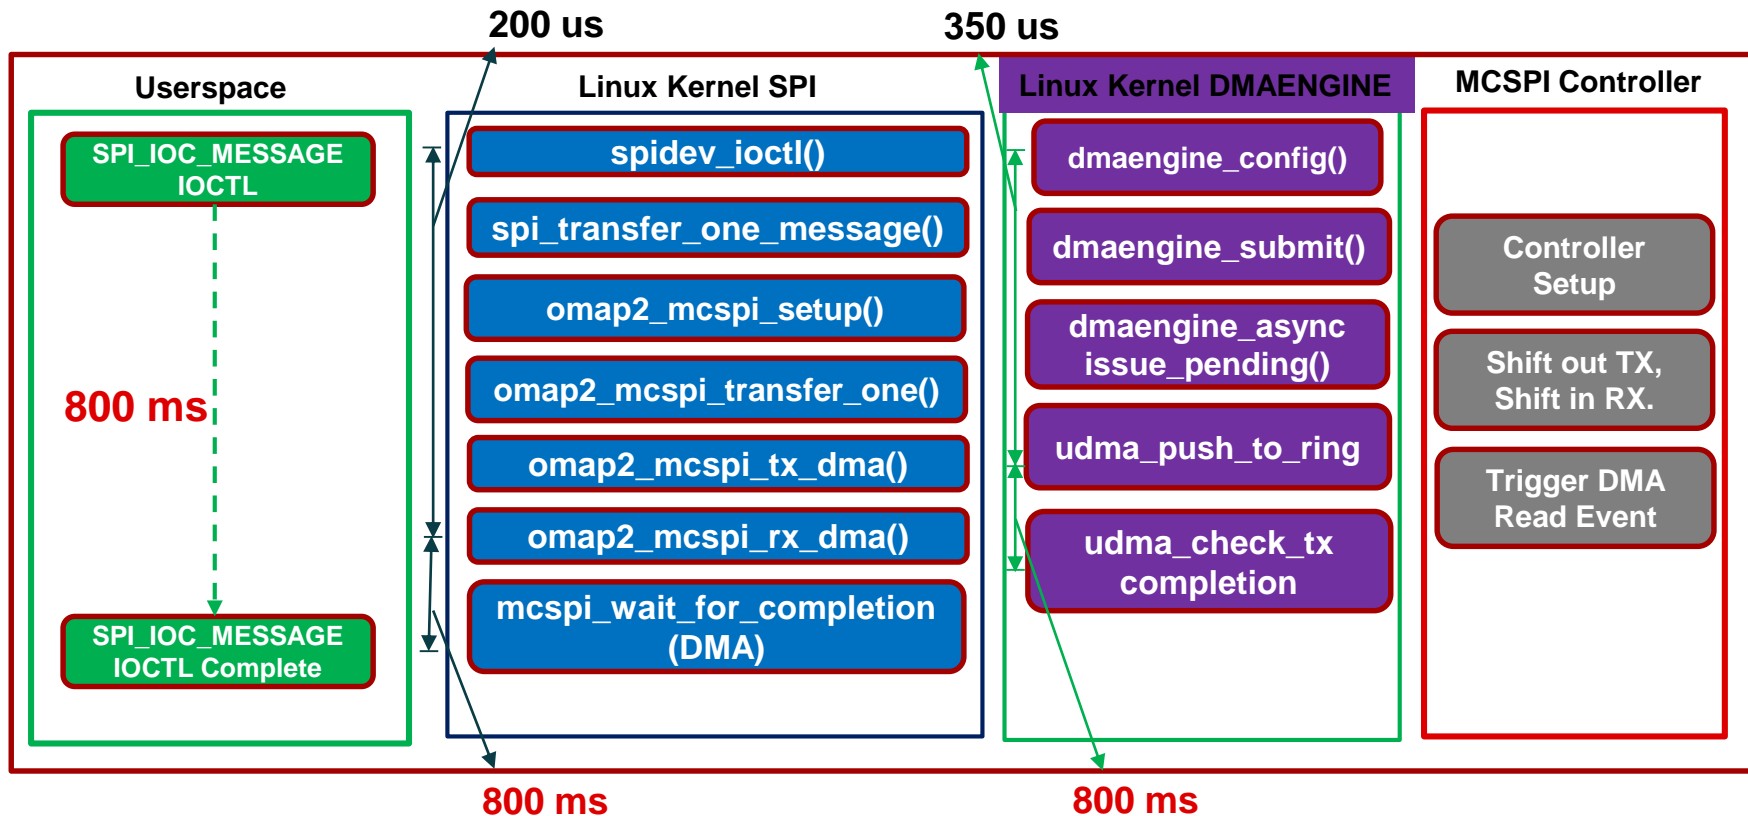 200 us
350 us
Userspace
Linux Kernel SPI
Linux Kernel DMAENGINE
MCSPI Controller
SPI_IOC_MESSAGE
IOCTL
800 ms
SPI_IOC_MESSAGE
IOCTL Complete
spidev_ioctl()
spi_transfer_one_message()
omap2_mcspi_setup()
omap2_mcspi_transfer_one()
omap2_mcspi_tx_dma()
omap2_mcspi_rx_dma()
mcspi_wait_for_completion
(DMA)
dmaengine_config()
dmaengine_submit()
dmaengine_async
issue_pending()
udma_push_to_ring
udma_check_tx
completion
Controller
Setup
Shift out TX,
Shift in RX.
Trigger DMA
Read Event
800 ms
800 ms